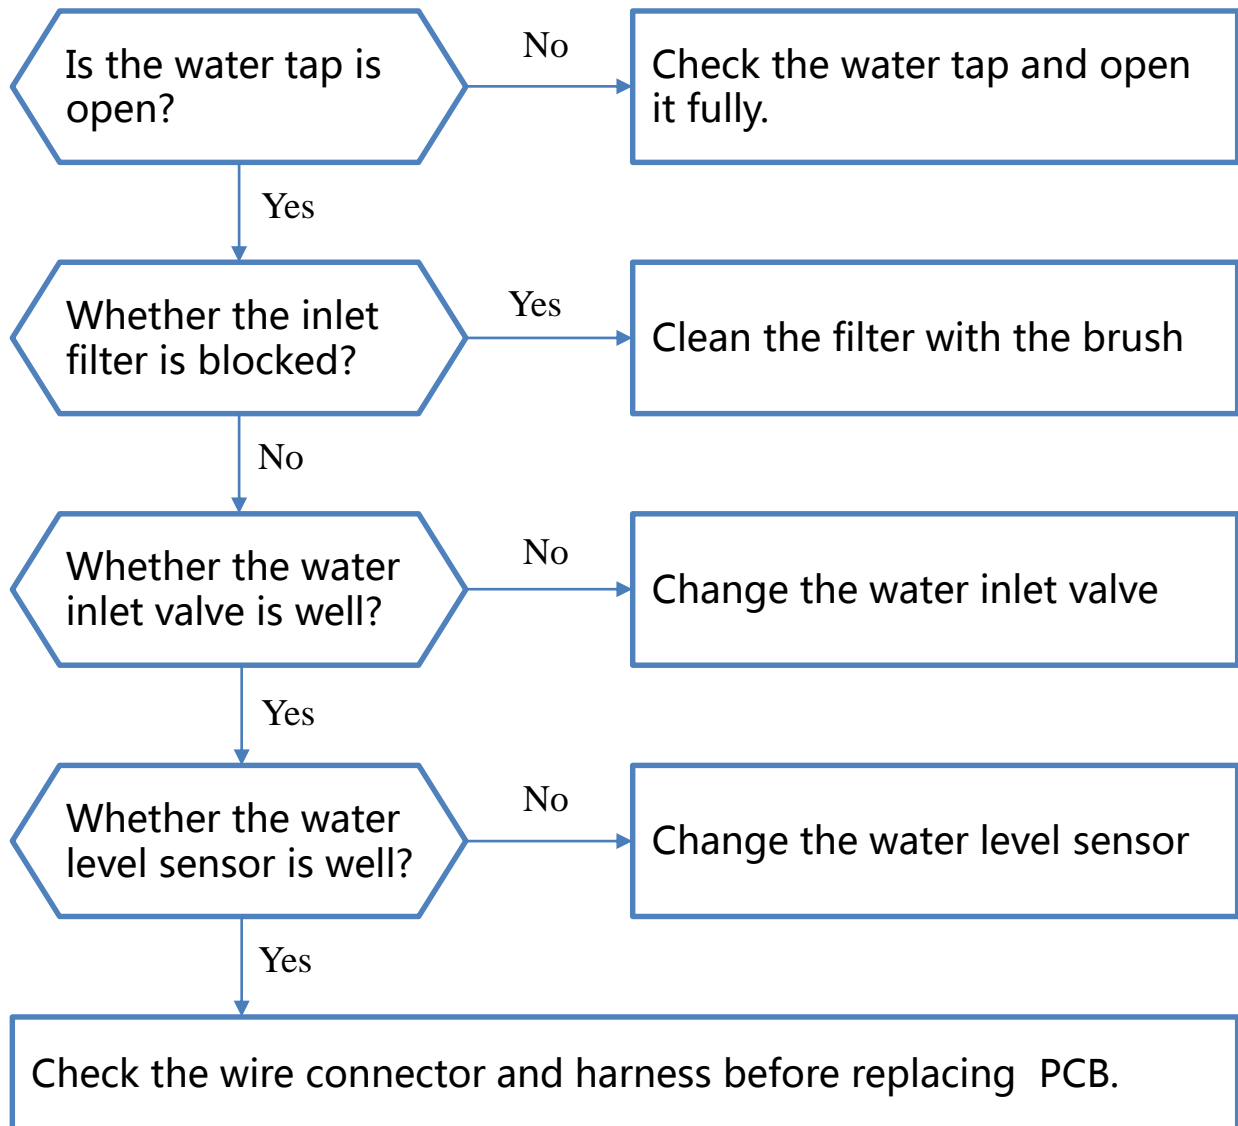 Is the water tap is
open?
No
Check the water tap and open
it fully.
Yes
Whether the inlet
filter is blocked?
Yes
Clean the filter with the brush
No
Whether the water
inlet valve is well?
No
Change the water inlet valve
Yes
Whether the water
level sensor is well?
No
Change the water level sensor
Yes
Check the wire connector and harness before replacing  PCB.